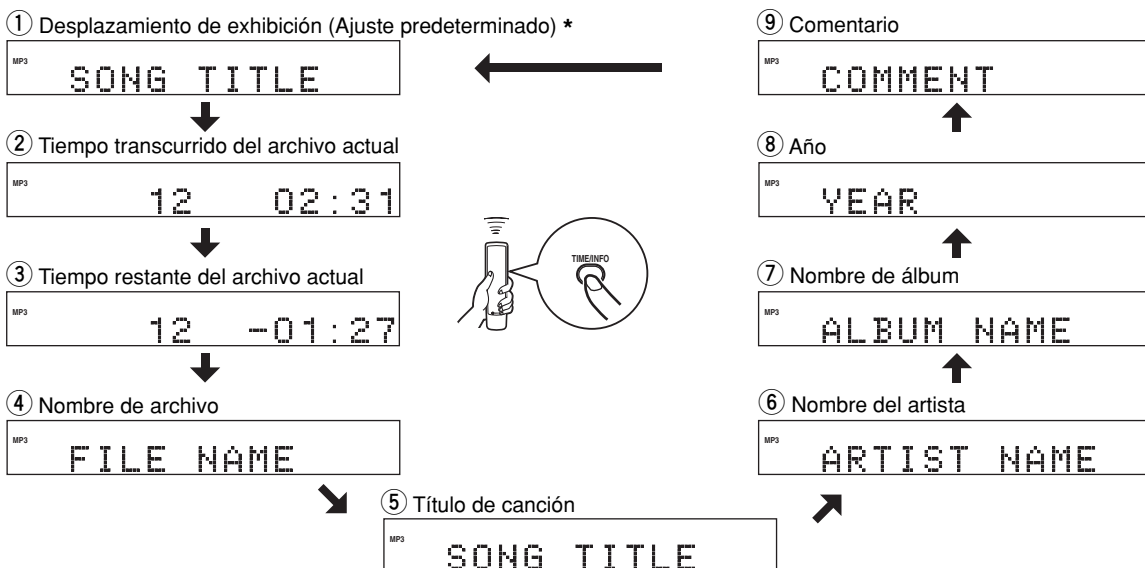 ① Desplazamiento de exhibición (Ajuste predeterminado) *
MP3
SONG TITLE
② Tiempo transcurrido del archivo actual
MP3
12 02:31
③ Tiempo restante del archivo actual
MP3
12 -01:27
④ Nombre de archivo
MP3
FILE NAME
⑤ Título de canción
MP3
SONG TITLE
TIME/INFO
⑥ Nombre del artista
MP3
ARTIST NAME
⑦ Nombre de álbum
MP3
ALBUM NAME
⑧ Año
MP3
YEAR
⑨ Comentario
MP3
COMMENT